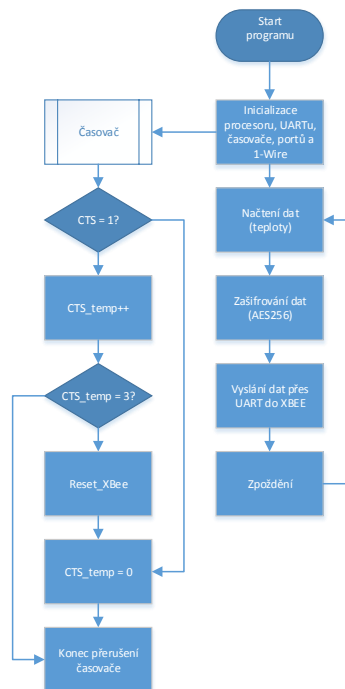 Start
programu
Inicializace
procesoru, UARTu,
časovače, portů a
1-Wire
Časovač
Načtení dat
(teploty)
CTS = 1?
Zašifrování dat
(AES256)
CTS_temp++
Vyslání dat přes
UART do XBEE
CTS_temp = 3?
Zpoždění
Reset_XBee
CTS_temp = 0
Konec přerušení
časovače